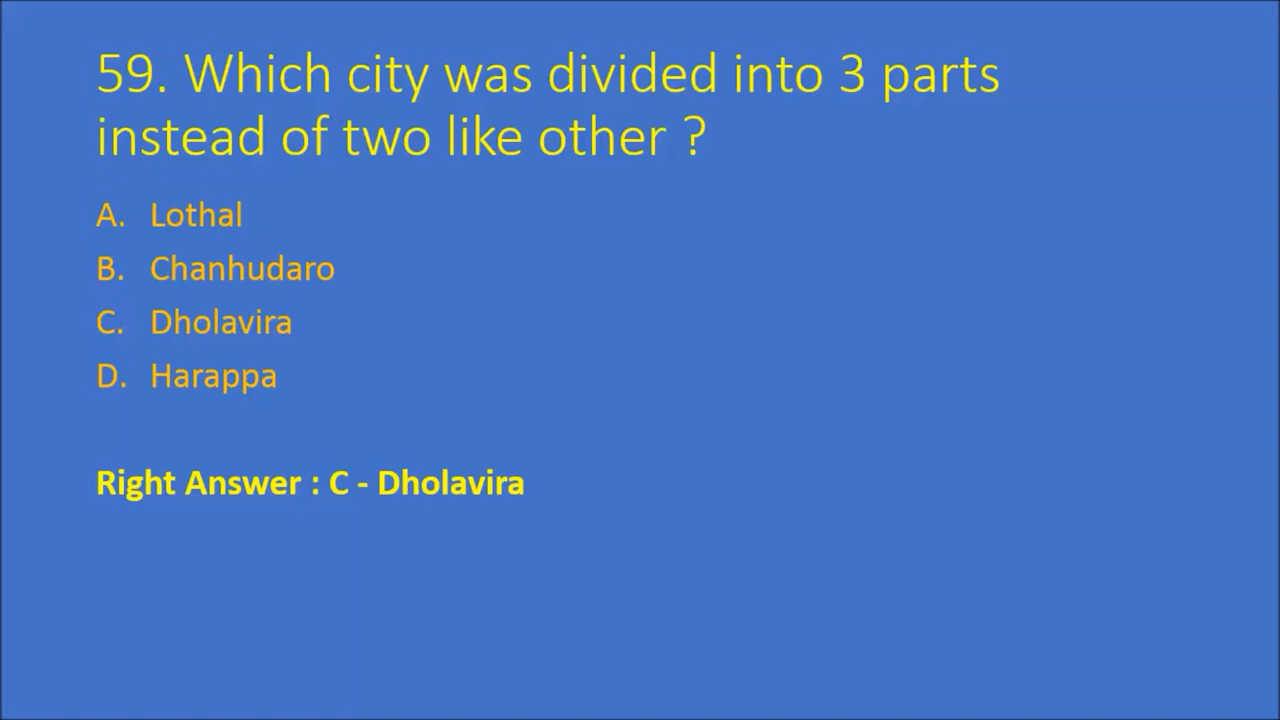 59. Which city was divided into 3 parts
instead of two like other ?
A. Lothal
B. Chanhudaro
C. Dholavira
D. Harappa
Right Answer : C - Dholavira